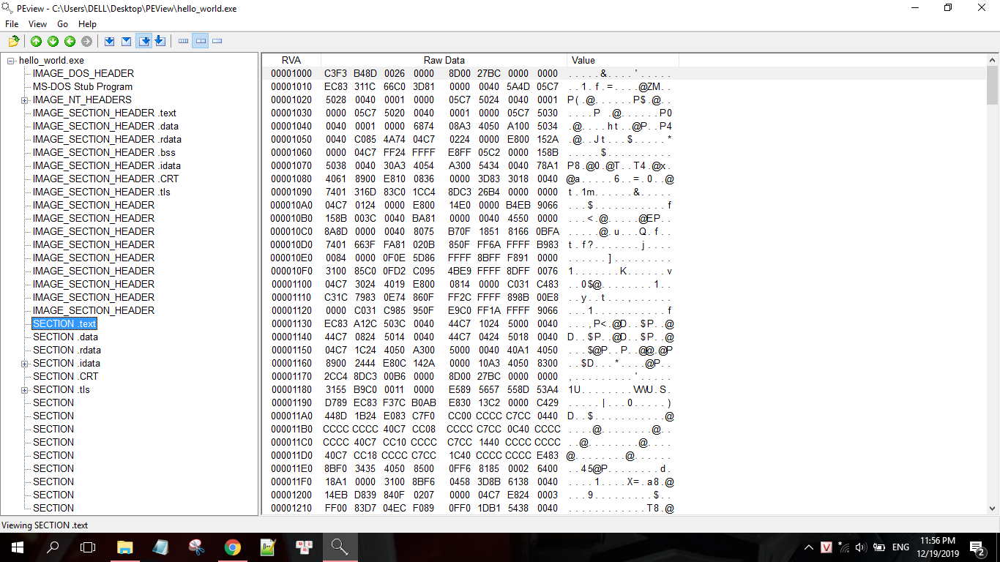 PEview - C:\Users\DELL\Desktop\PEView\hello_world.exe
File View Go Help
hello_world.exe
IMAGE_DOS_HEADER
MS-DOS Stub Program
IMAGE_NT_HEADERS
IMAGE_SECTION_HEADER .text
IMAGE_SECTION_HEADER .data
IMAGE_SECTION_HEADER .rdata
IMAGE_SECTION_HEADER .bss
IMAGE_SECTION_HEADER .idata
IMAGE_SECTION_HEADER .CRT
IMAGE_SECTION_HEADER .tls
IMAGE_SECTION_HEADER
IMAGE_SECTION_HEADER
IMAGE_SECTION_HEADER
IMAGE_SECTION_HEADER
IMAGE_SECTION_HEADER
IMAGE_SECTION_HEADER
IMAGE_SECTION_HEADER
IMAGE_SECTION_HEADER
IMAGE_SECTION_HEADER
SECTION .text
SECTION .data
SECTION .rdata
SECTION .idata
SECTION .CRT
SECTION .tls
SECTION
SECTION
SECTION
SECTION
SECTION
SECTION
SECTION
SECTION
SECTION
RVA Raw Data Value
00001000 C3F3 B48D 0026 0000 8D00 27BC 0000 0000 . . . . . & . . . . ' . . . . .
00001010 EC83 311C 66C0 3D81 0000 0040 5A4D 05C7 . . 1 . f . = . . . . @ZM . .
00001020 5028 0040 0001 0000 05C7 5024 0040 0001 P( . @ . . . . . . P$ . @ . .
00001030 0000 05C7 5020 0040 0001 0000 05C7 5030 . . . . P . @ . . . . . . P0
00001040 0040 0001 0000 6874 08A3 4050 A100 5034 . @ . . . . ht . . @P . . P4
00001050 0040 C085 4A74 04C7 0224 0000 E800 152A . @ . . Jt . . $ . . . . . *
00001060 0000 04C7 FF24 FFFF E8FF 05C2 0000 158B . . . . . $ . . . . . . . . . .
00001070 5038 0040 30A3 4054 A300 5434 0040 78A1 P8 . @0 . @T . . T4 . @x .
00001080 4061 8900 E810 0836 0000 3D83 3018 0040 @a . . . . . 6 . . = . 0 . . @
00001090 7401 316D 83C0 1CC4 8DC3 26B4 0000 0000 t . 1m . . . . . . & . . . . .
000010A0 04C7 0124 0000 E800 14E0 0000 B4EB 9066 . . . $ . . . . . . . . . . . f
000010B0 158B 003C 0040 BA81 0000 0040 4550 0000 . . . < . @ . . . . . @EP . .
000010C0 8A8D 0000 0040 8075 B70F 1851 8166 0BFA . . . . . @ . u . . Q . f . .
000010D0 7401 663F FA81 020B 850F FF6A FFFF B983 t . f? . . . . . . . j . . . .
000010E0 0084 0000 0F0E 5D86 FFFF 8BFF F891 0000 . . . . . . ] . . . . . . . . .
000010F0 3100 85C0 0FD2 C095 4BE9 FFFF 8DFF 0076 1 . . . . . . . K . . . . . . v
00001100 04C7 3024 4019 E800 0814 0000 C031 C483 . . 0$@ . . . . . . . . 1 . .
00001110 C31C 7983 0E74 860F FF2C FFFF 898B 00E8 . . y . . t . . . , . . . . . .
00001120 0000 C031 C985 950F E9C0 FF1A FFFF 9066 . . . 1 . . . . . . . . . . . f
00001130 EC83 A12C 503C 0040 44C7 1024 5000 0040 . . . ,P< . @D . . $P . . @
00001140 44C7 0824 5014 0040 44C7 0424 5018 0040 D . . $P . . @D . . $P . . @
00001150 04C7 1C24 4050 A300 5000 0040 40A1 4050 . . . $@P . . P . . @@ . @P
00001160 8900 2444 E80C 142A 0000 10A3 4050 8300 . . $D . . . * . . . . @P . .
00001170 2CC4 8DC3 00B6 0000 8D00 27BC 0000 0000 , . . . . . . . . . ' . . . . .
00001180 3155 B9C0 0011 0000 E589 5657 558D 53A4 1U . . . . . . . . VWU . S .
00001190 D789 EC83 F37C B0AB E830 13C2 0000 C429 . . . . . | . . . 0 . . . . . )
000011A0 448D 1B24 E083 C7F0 CC00 CCCC C7CC 0440 D . . $ . . . . . . . . . . . @
000011B0 CCCC CCCC 40C7 CC08 CCCC C7CC 0C40 CCCC . . . . @ . . . . . . . . @ . .
000011C0 CCCC 40C7 CC10 CCCC C7CC 1440 CCCC CCCC . . @ . . . . . . . . @ . . . .
000011D0 40C7 CC18 CCCC C7CC 1C40 CCCC CCCC E483 @ . . . . . . . . @ . . . . . .
000011E0 8BF0 3435 4050 8500 0FF6 8185 0002 6400 . . 45@P . . . . . . . . d .
000011F0 18A1 0000 3100 8BF6 0458 3D8B 6138 0040 . . . . 1 . . . . X= . a8 . @
00001200 14EB D839 840F 0207 0000 04C7 E824 0003 . . . 9 . . . . . . . . . $ . .
00001210 FF00 83D7 04EC F089 0FF0 1DB1 5438 0040 . . . . . . . . . . . . T8 . @
Viewing SECTION .text
V ENG 11:56 PM
12/19/2019
2